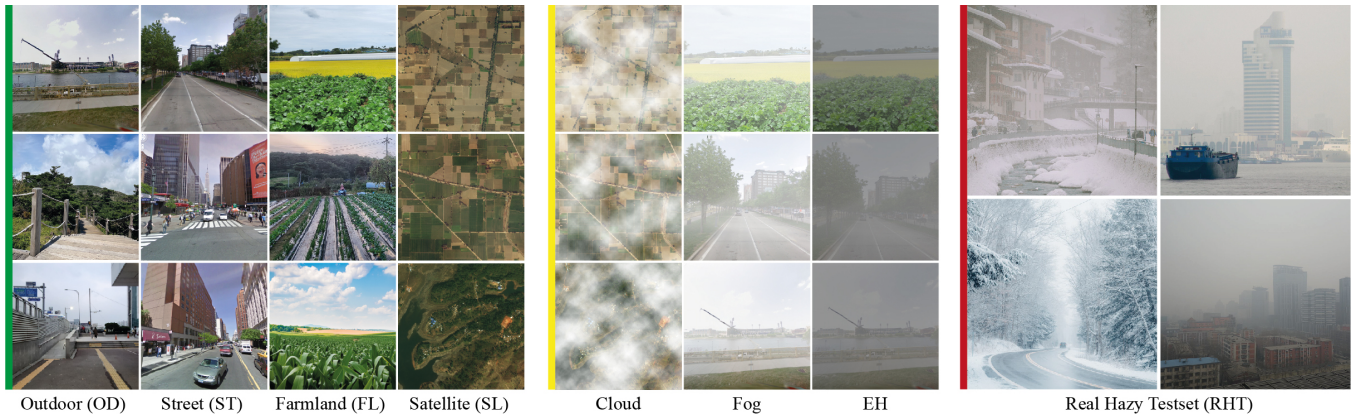 Outdoor (OD)
Street (ST)
Farmland (FL)
Satellite (SL)
Cloud
Fog
EH
Real Hazy Testset (RHT)